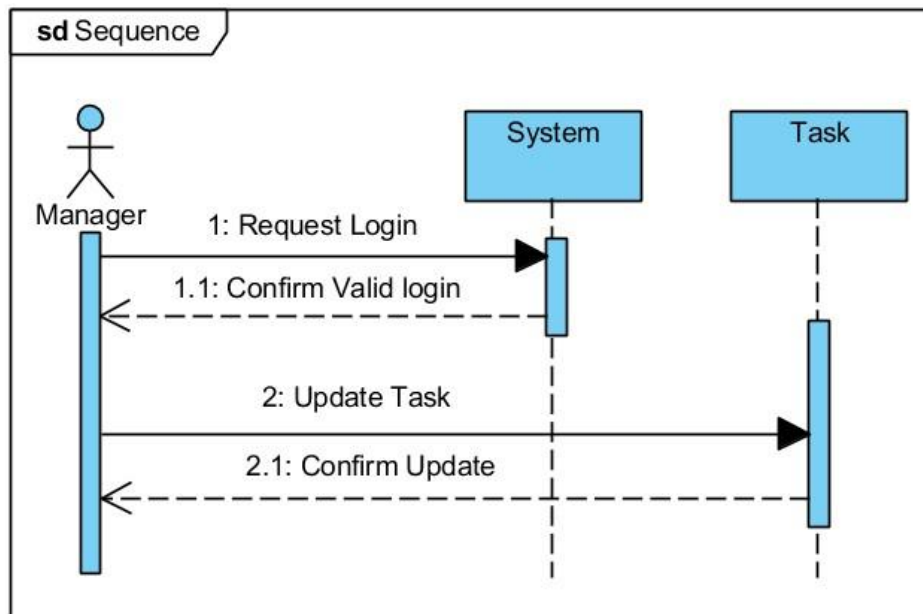 sd Sequence
System
Task
Manager
1: Request Login
1.1: Confirm Valid login
2: Update Task
2.1: Confirm Update